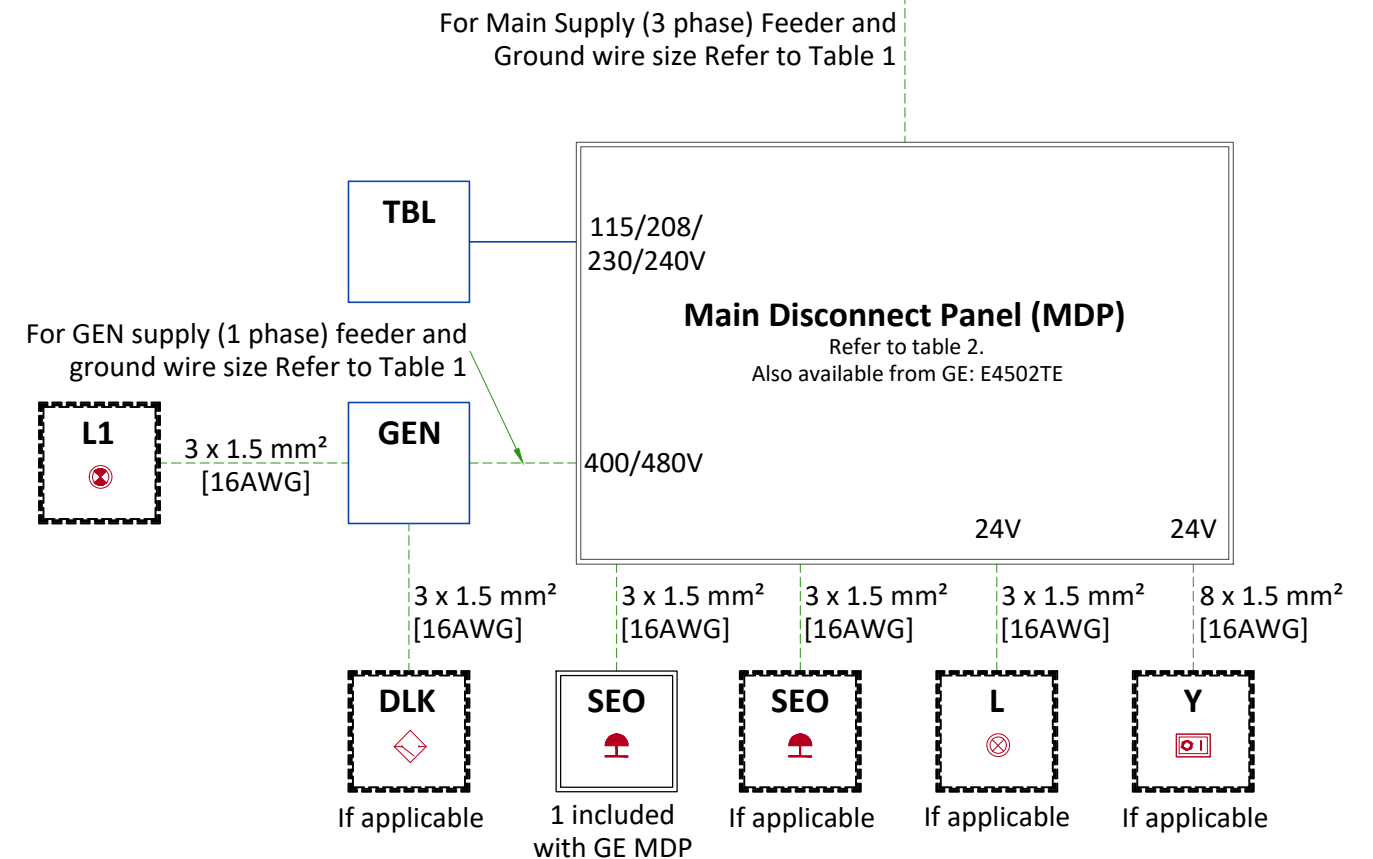 For Main Supply (3 phase) Feeder and
Ground wire size Refer to Table 1
TBL
115/208/
230/240V
Main Disconnect Panel (MDP)
Refer to table 2.
Also available from GE: E4502TE
For GEN supply (1 phase) feeder and
ground wire size Refer to Table 1
L1
3 x 1.5 mm²
[16AWG]
GEN
400/480V
24V
24V
3 x 1.5 mm²
[16AWG]
3 x 1.5 mm²
[16AWG]
3 x 1.5 mm²
[16AWG]
3 x 1.5 mm²
[16AWG]
8 x 1.5 mm²
[16AWG]
DLK
If applicable
SEO
1 included
with GE MDP
SEO
If applicable
L
If applicable
Y
If applicable